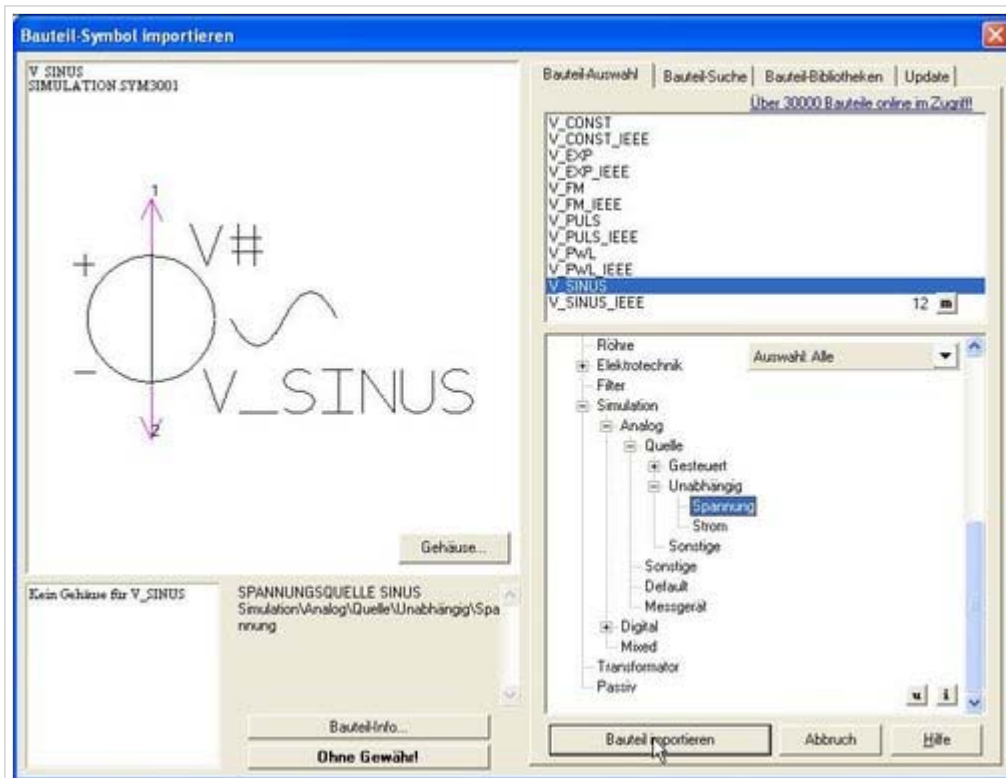 Bauteil-Symbol importieren
V_SINUS
SIMULATION.SYM3001
1
V#
+
-
V_SINUS
2
Gehäuse...
Kein Gehäuse für V_SINUS
SPANNUNGSQUELLE SINUS
Simulation\Analog\Quelle\Unabhängig\Spa
nnung
Bauteil-Info...
Ohne Gewähr!
Bauteil-Auswahl Bauteil-Suche Bauteil-Bibliotheken Update
Über 30000 Bauteile online im Zugriff!
V_CONST
V_CONST_IEEE
V_EXP
V_EXP_IEEE
V_FM
V_FM_IEEE
V_PULS
V_PULS_IEEE
V_PWL
V_PWL_IEEE
V_SINUS
V_SINUS_IEEE 12 m
Auswahl: Alle
Röhre
Elektrotechnik
Filter
Simulation
Analog
Quelle
Gesteuert
Unabhängig
Spannung
Strom
Sonstige
Sonstige
Default
Messgerät
Digital
Mixed
Transformator
Passiv
u i
Bauteil importieren Abbruch Hilfe